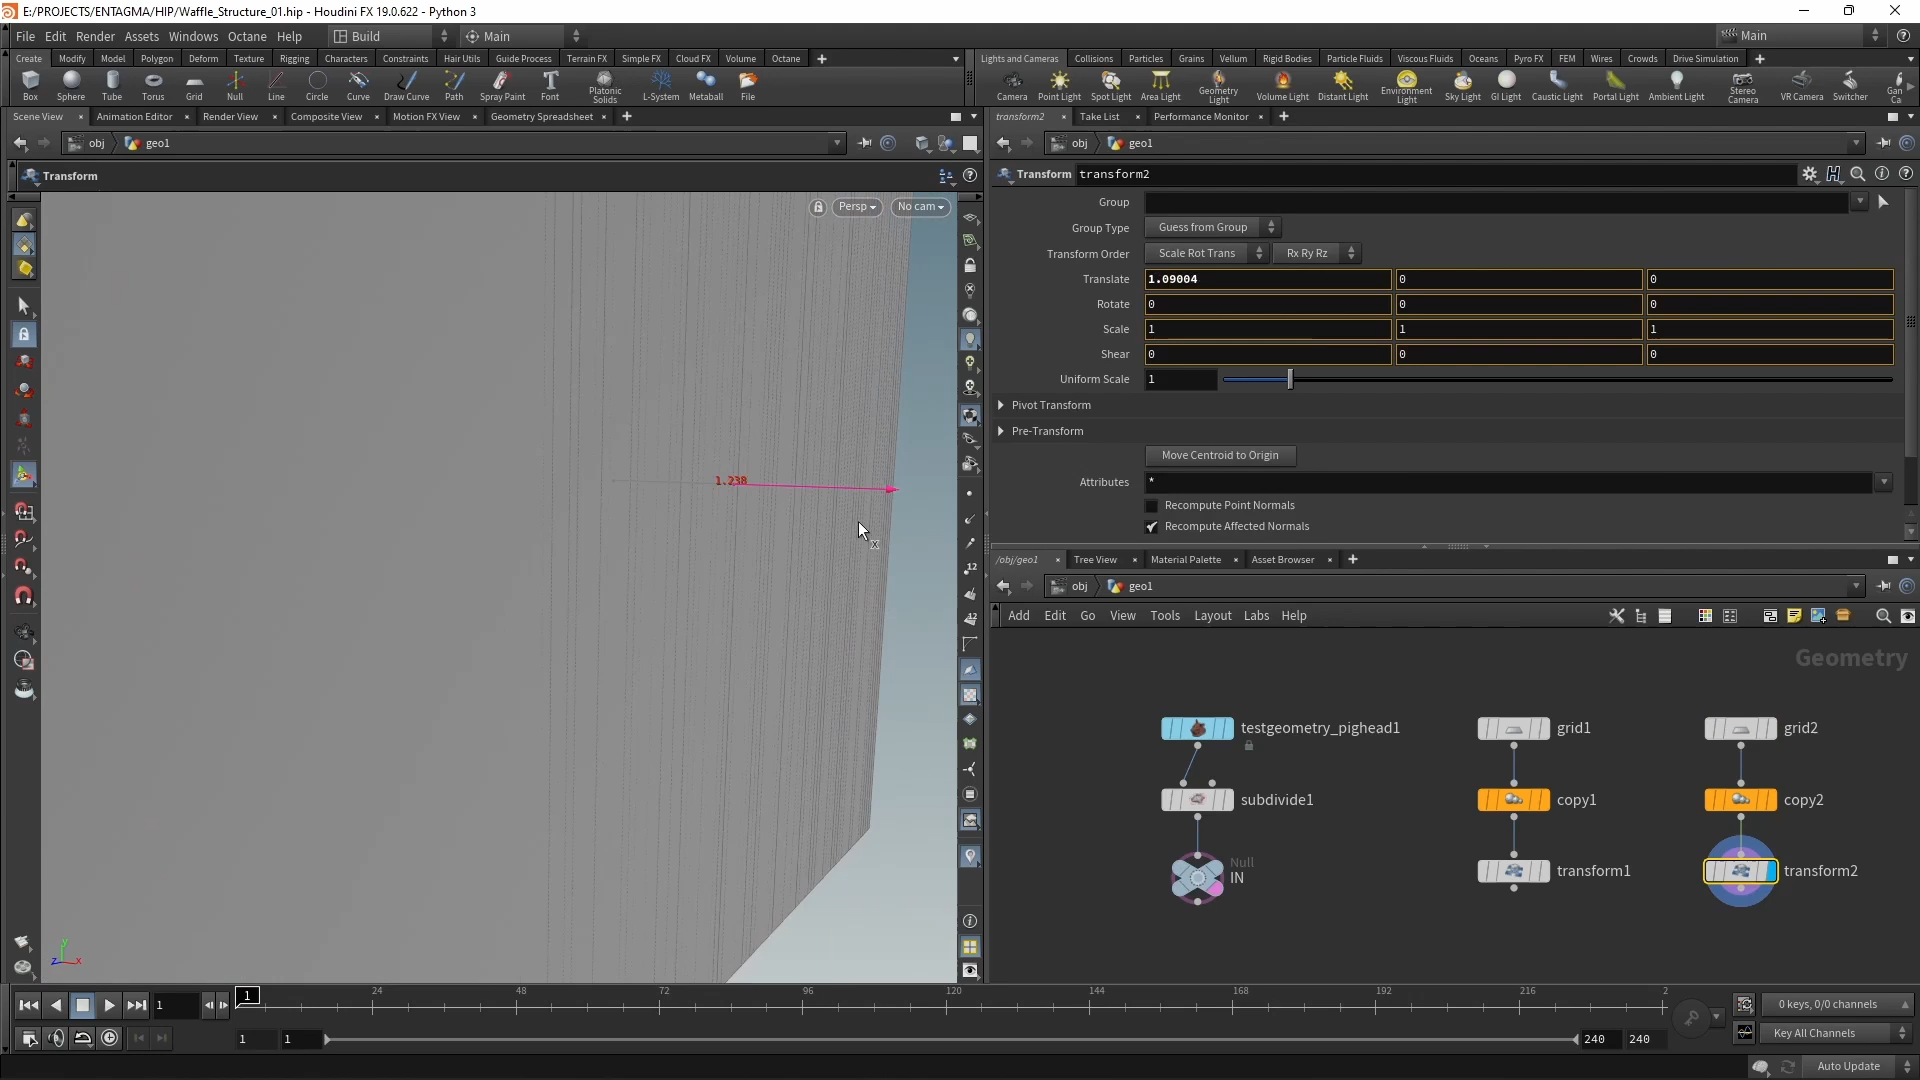 E:/PROJECTS/ENTAGMA/HIP/Waffle_Structure_01.hip - Houdini FX 19.0.622 - Python 3
File Edit Render Assets Windows Octane Help Build Main Main
Create Modify Model Polygon Deform Texture Rigging Characters Constraints Hair Utils Guide Process Terrain FX Simple FX Cloud FX Volume Octane
Lights and Cameras Collisions Particles Grains Vellum Rigid Bodies Particle Fluids Viscous Fluids Oceans Pyro FX FEM Wires Crowds Drive Simulation
Box Sphere Tube Torus Grid Null Line Circle Curve Draw Curve Path Spray Paint Font Platonic Solids L-System Metaball File
Camera Point Light Spot Light Area Light Geometry Light Volume Light Distant Light Environment Light Sky Light GI Light Caustic Light Portal Light Ambient Light Stereo Camera VR Camera Switcher Gan Ca
Scene View Animation Editor Render View Composite View Motion FX View Geometry Spreadsheet
transform2 Take List Performance Monitor
obj geo1
obj geo1
Transform
Transform transform2
Persp No cam
Group
Group Type Guess from Group
Transform Order Scale Rot Trans Rx Ry Rz
Translate 1.09004 0 0
Rotate 0 0 0
Scale 1 1 1
Shear 0 0 0
Uniform Scale 1
Pivot Transform
Pre-Transform
Move Centroid to Origin
Attributes *
Recompute Point Normals
Recompute Affected Normals
1.238
x
12
12
y
z x
/obj/geo1 Tree View Material Palette Asset Browser
obj geo1
Add Edit Go View Tools Layout Labs Help
Geometry
testgeometry_pighead1 grid1 grid2
subdivide1 copy1 copy2
Null
IN transform1 transform2
1 1 24 48 72 96 120 144 168 192 216 2
0 keys, 0/0 channels
1 1 240 240
Key All Channels
Auto Update